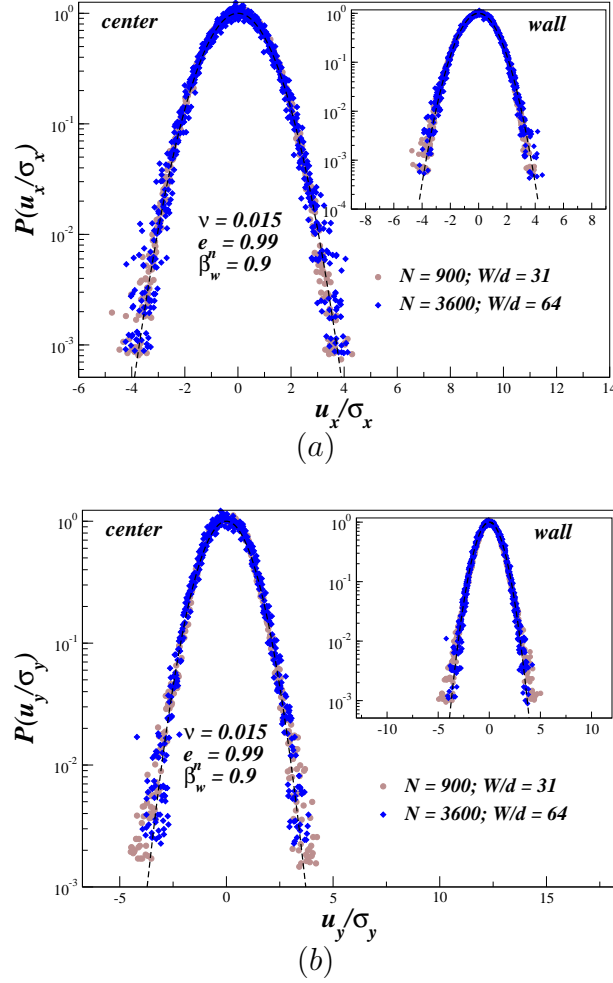 center
wall
10^0
10^-1
10^-2
10^-3
10^0
10^-1
10^-2
10^-3
10^-4
-8 -6 -4 -2 0 2 4 6 8
P(u_x/σ_x)
ν = 0.015
e_n = 0.99
β_w = 0.9
N = 900; W/d = 31
N = 3600; W/d = 64
-6 -4 -2 0 2 4 6 8 10 12 14
u_x/σ_x
(a)
center
wall
10^0
10^-1
10^-2
10^-3
10^0
10^-1
10^-2
10^-3
-10 -5 0 5 10
P(u_y/σ_y)
ν = 0.015
e_n = 0.99
β_w = 0.9
N = 900; W/d = 31
N = 3600; W/d = 64
-5 0 5 10 15
u_y/σ_y
(b)